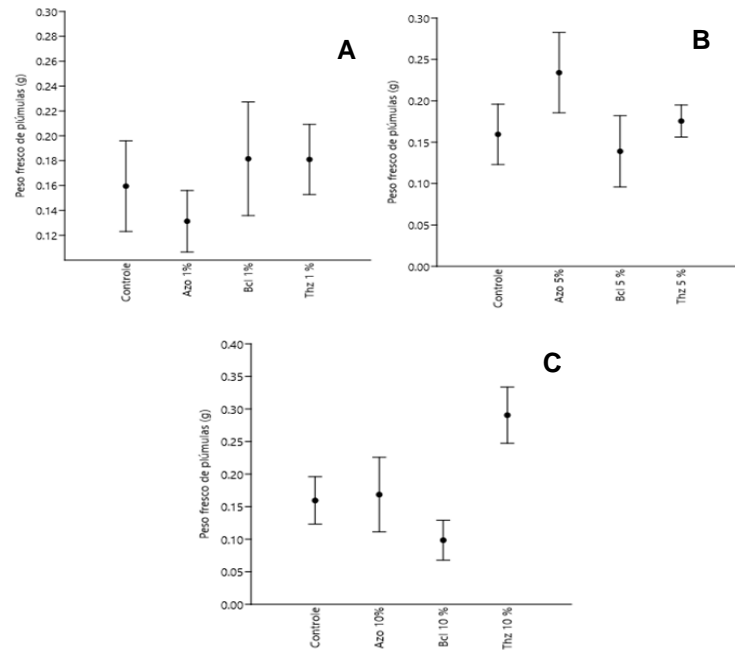 A
Peso fresco de plúmulas (g)
0.30
0.28
0.26
0.24
0.22
0.20
0.18
0.16
0.14
0.12
Controle
Azo 1%
Bcl 1%
Thz 1 %
B
Peso fresco de plúmulas (g)
0.30
0.25
0.20
0.15
0.10
0.05
0.00
Controle
Azo 5%
Bcl 5 %
Thz 5 %
C
Peso fresco de plúmulas (g)
0.40
0.35
0.30
0.25
0.20
0.15
0.10
0.05
0.00
Controle
Azo 10%
Bcl 10 %
Thz 10 %